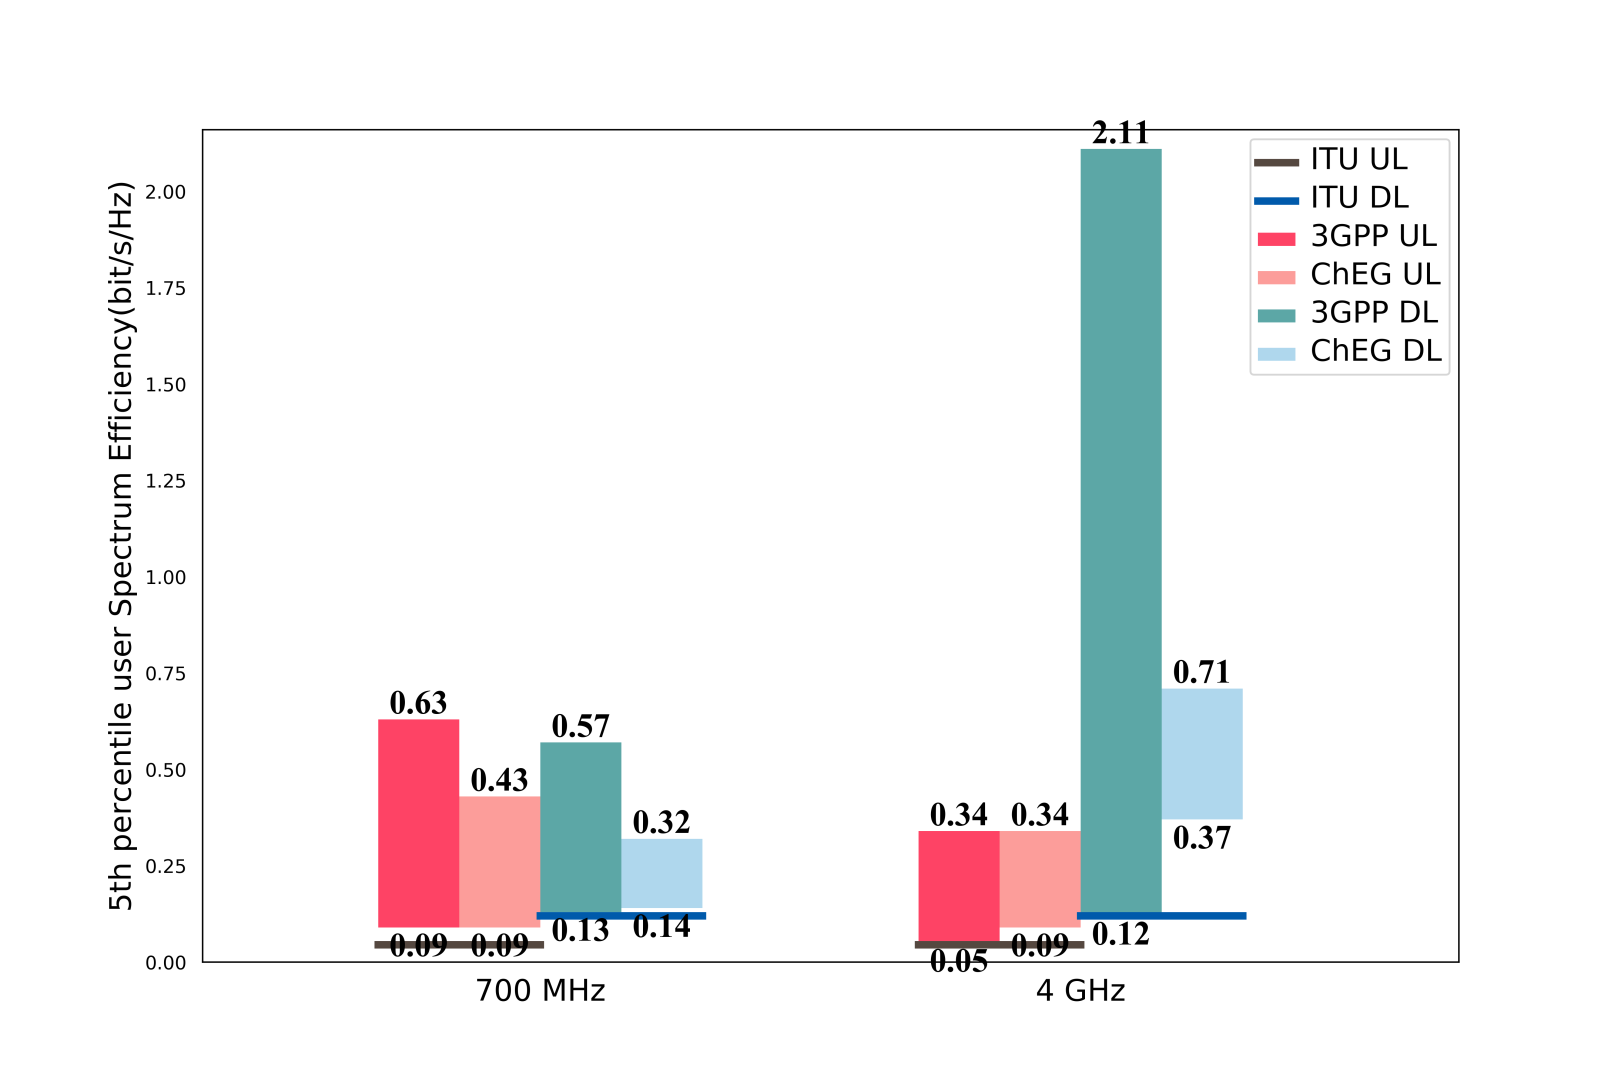 2.11
ITU UL
ITU DL
3GPP UL
ChEG UL
3GPP DL
ChEG DL
5th percentile user Spectrum Efficiency(bit/s/Hz)
2.00
1.75
1.50
1.25
1.00
0.75
0.50
0.25
0.00
0.63
0.43
0.57
0.32
0.09
0.09
0.13
0.14
0.34
0.34
0.71
0.37
0.05
0.09
0.12
700 MHz
4 GHz